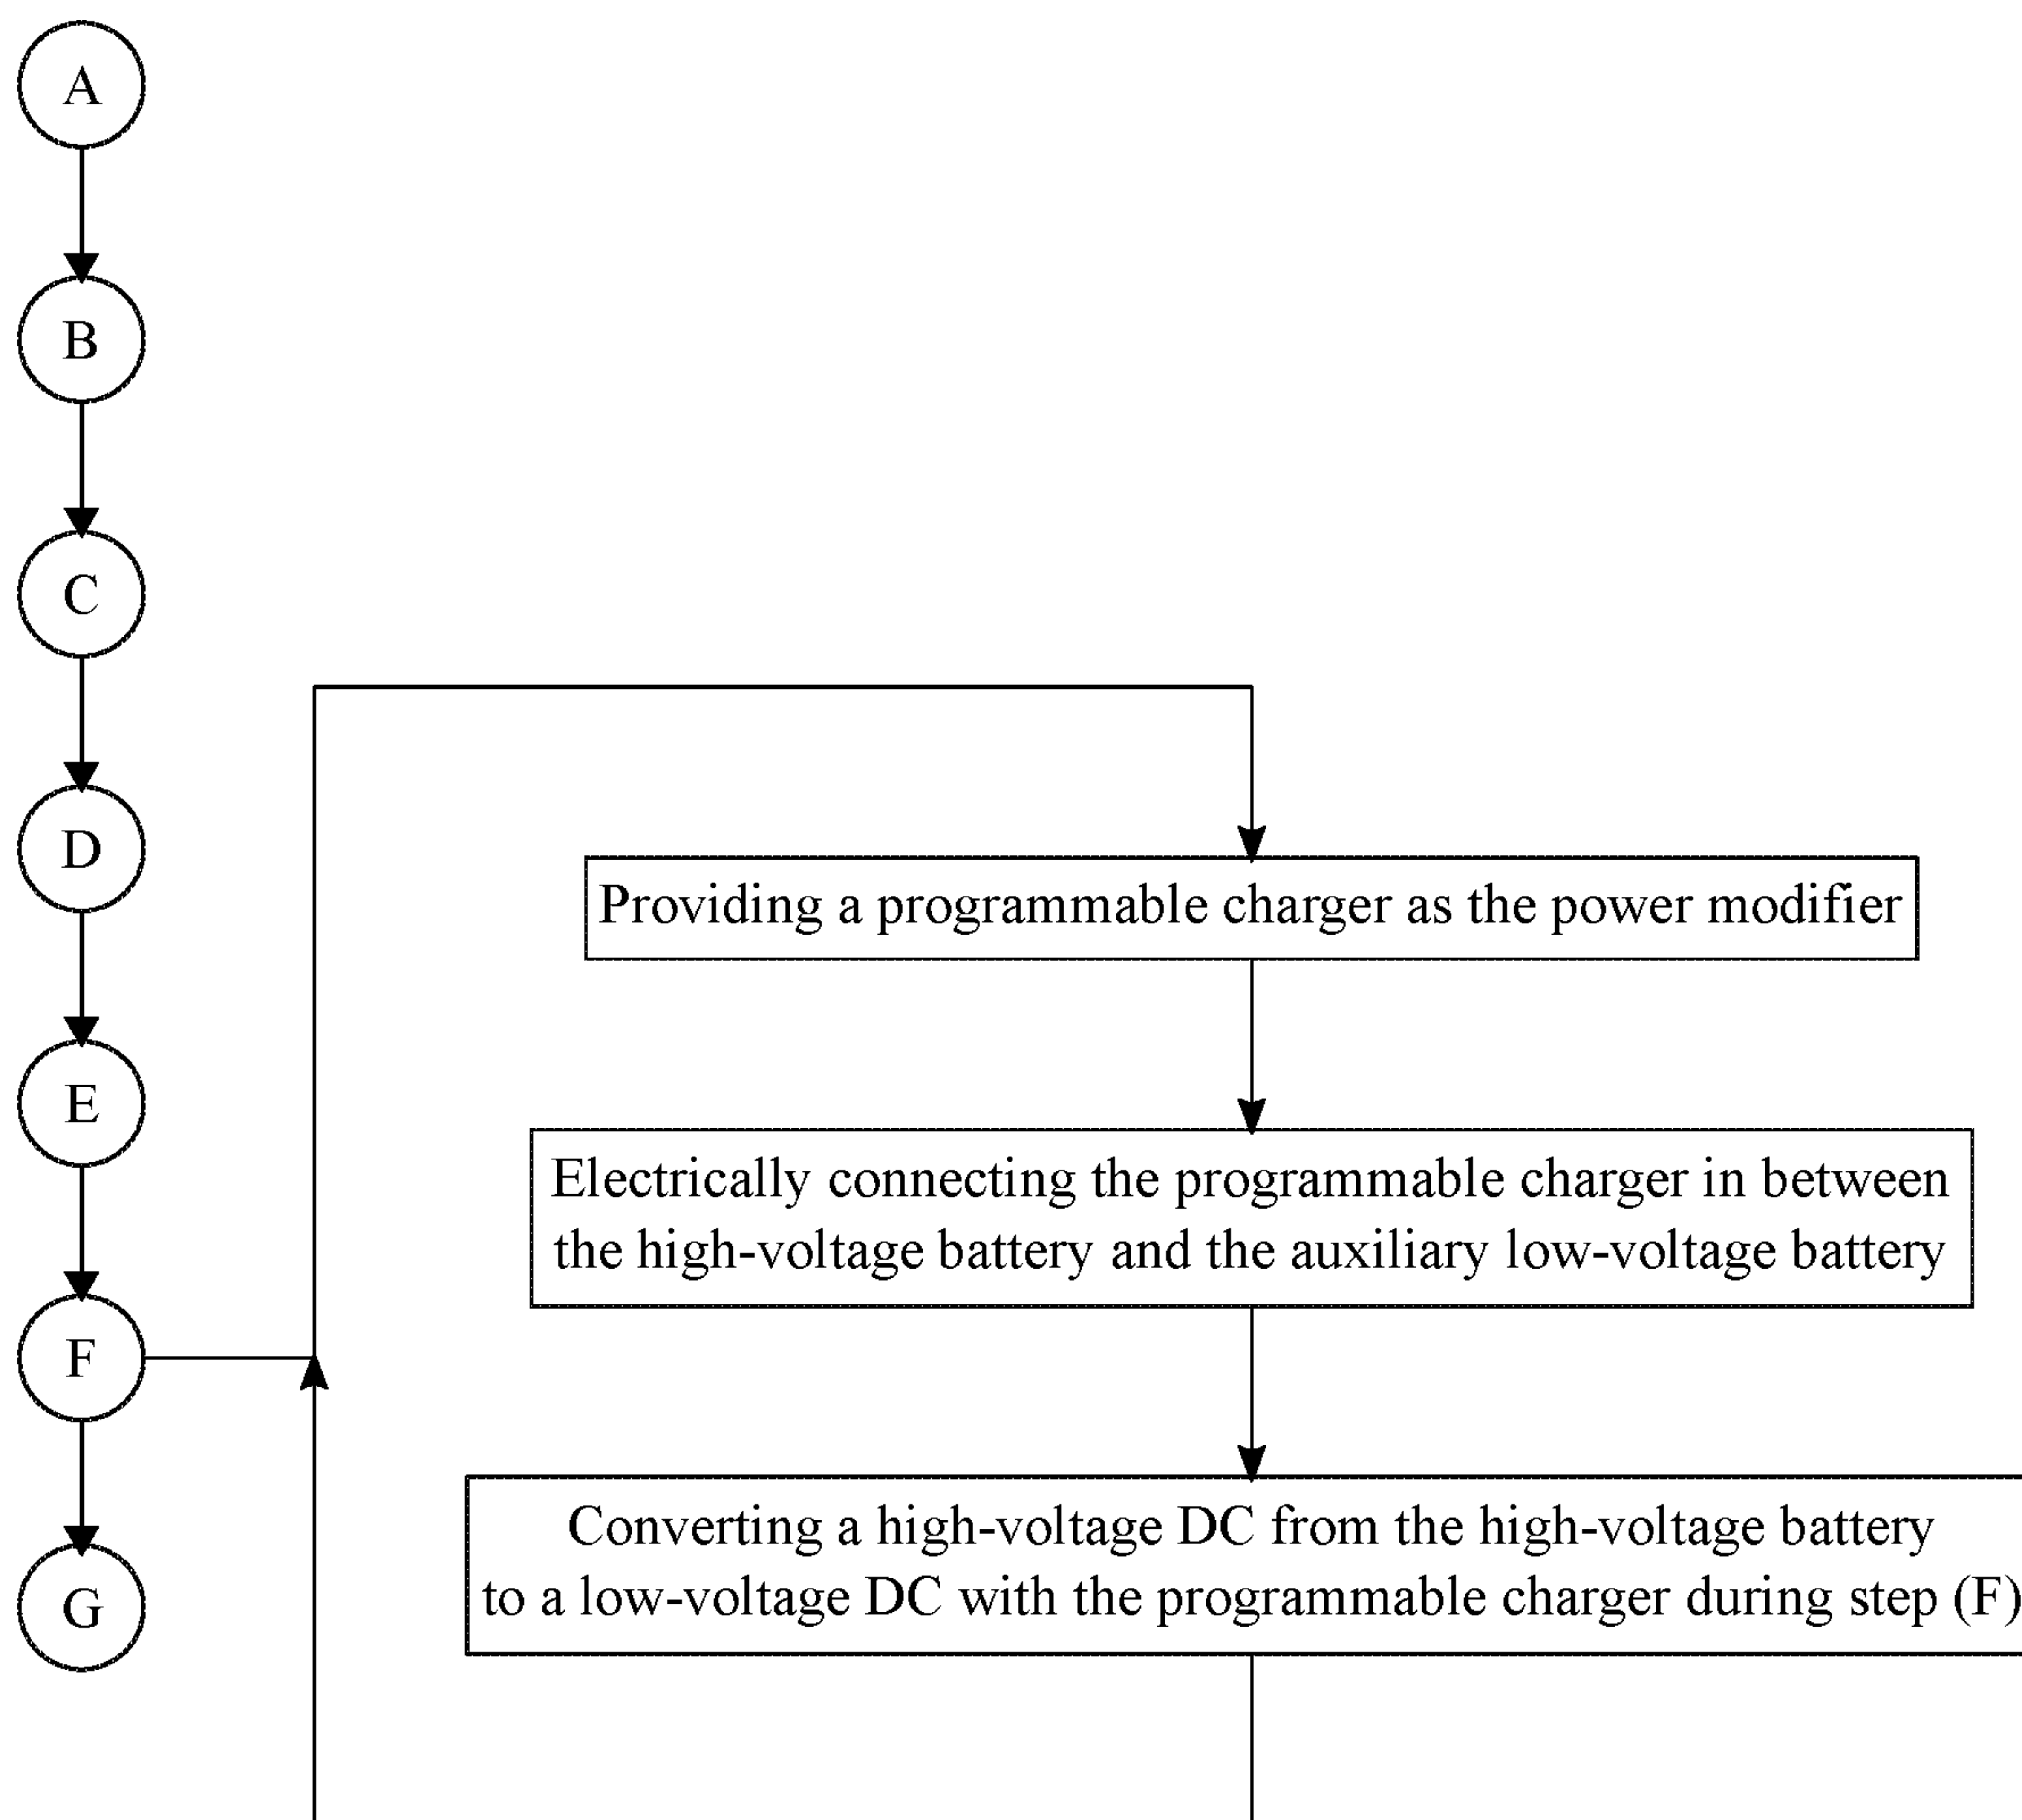 A
B
C
D
E
F
G
Providing a programmable charger as the power modifier
Electrically connecting the programmable charger in between
the high-voltage battery and the auxiliary low-voltage battery
Converting a high-voltage DC from the high-voltage battery
to a low-voltage DC with the programmable charger during step (F)